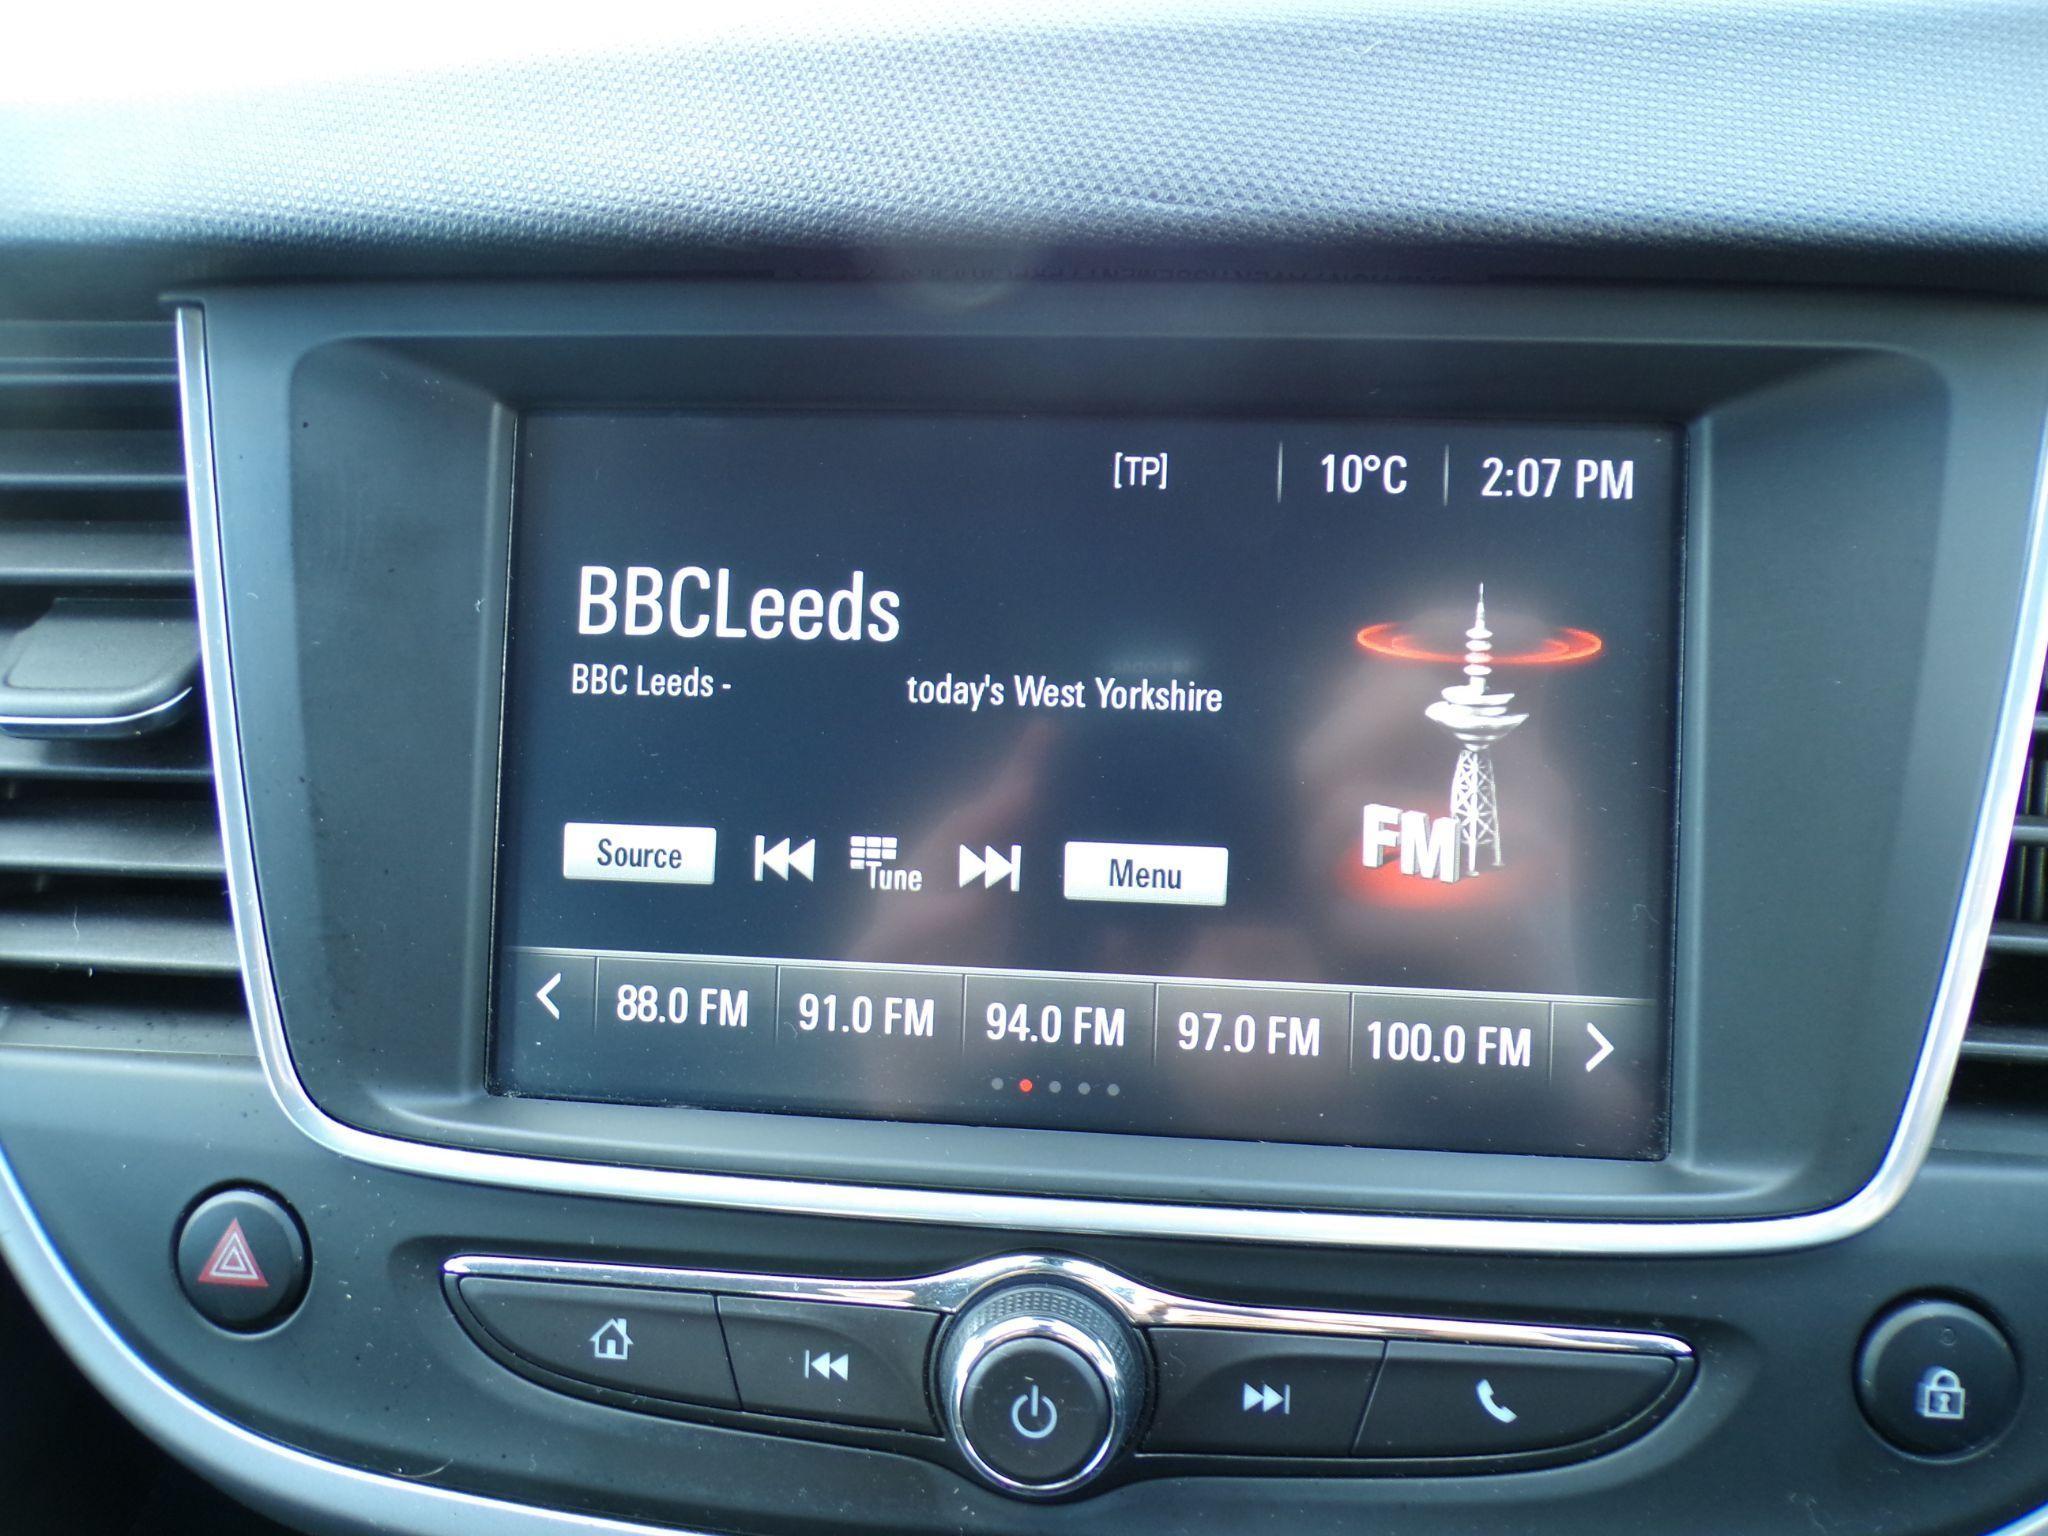 [TP] 10°C 2:07 PM
BBCLeeds
BBC Leeds - today's West Yorkshire
Source Tune Menu
FM
88.0 FM 91.0 FM 94.0 FM 97.0 FM 100.0 FM